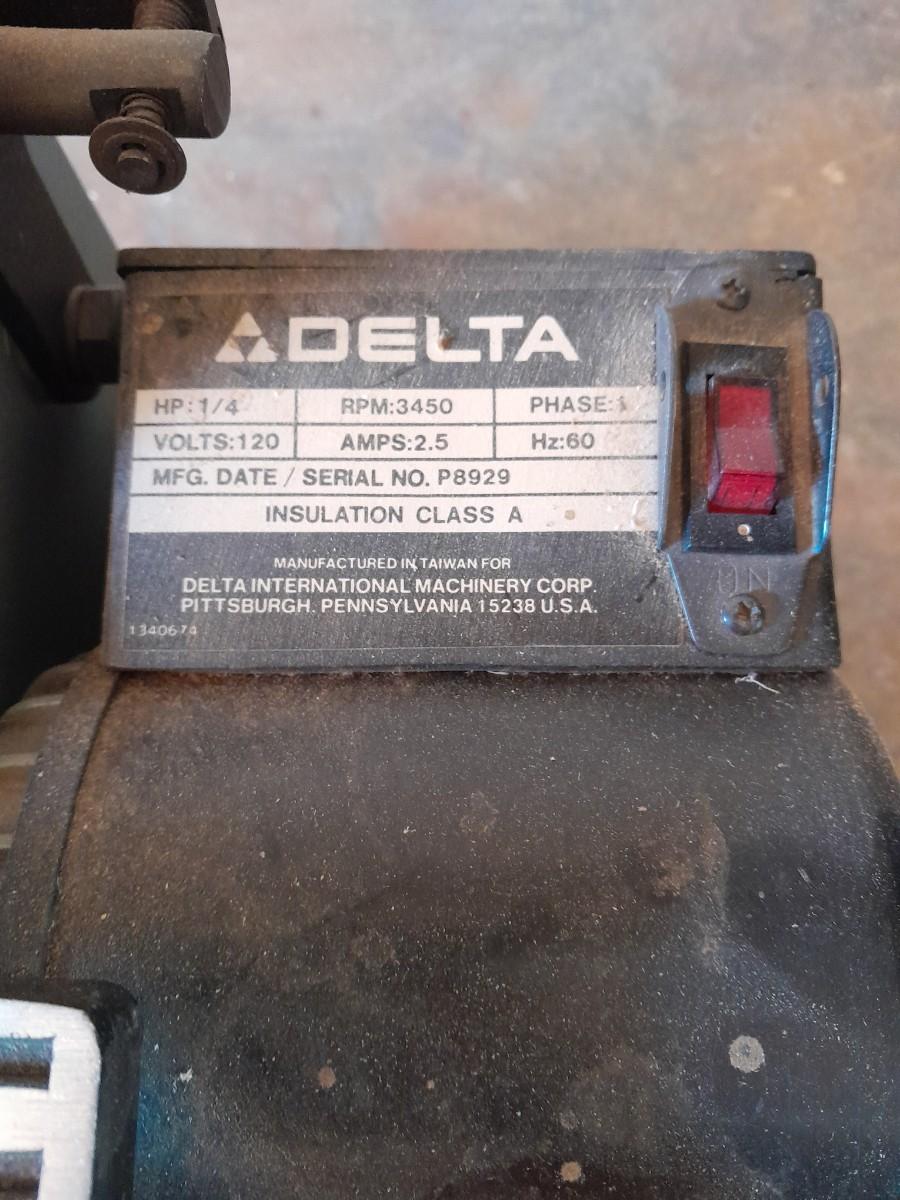 DELTA
HP:1/4 RPM:3450 PHASE:1
VOLTS:120 AMPS:2.5 Hz:60
MFG. DATE / SERIAL NO. P8929
INSULATION CLASS A
MANUFACTURED IN TAIWAN FOR
DELTA INTERNATIONAL MACHINERY CORP.
PITTSBURGH, PENNSYLVANIA 15238 U.S.A.
1340674
ON